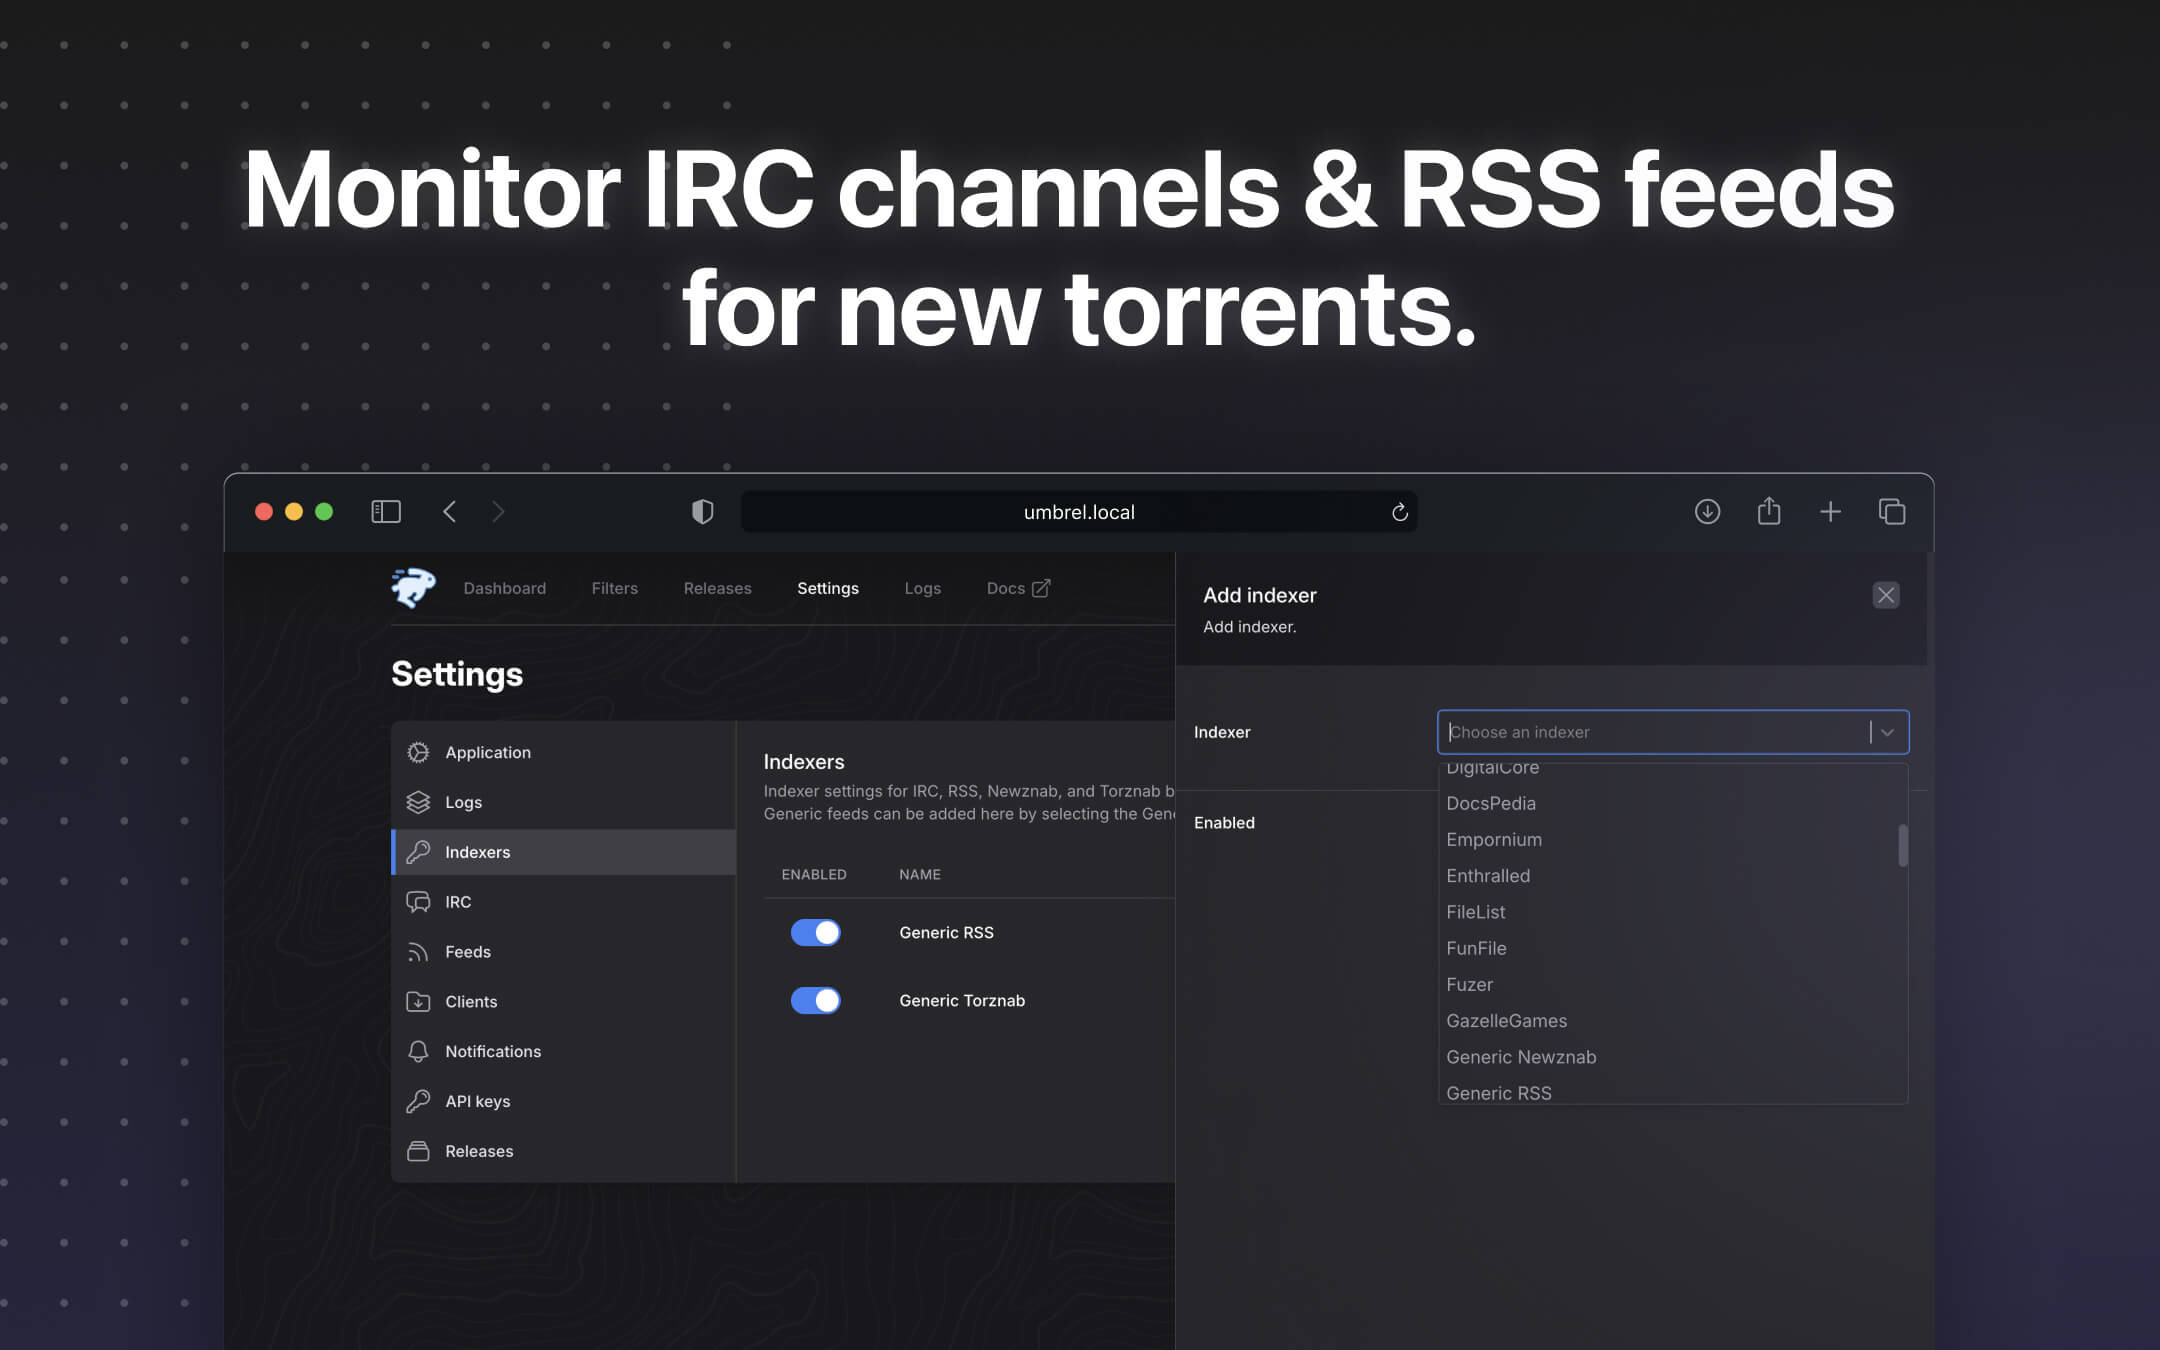 Monitor IRC channels & RSS feeds
for new torrents.
umbrel.local
Dashboard
Filters
Releases
Settings
Logs
Docs
Settings
Application
Logs
Indexers
IRC
Feeds
Clients
Notifications
API keys
Releases
Indexers
Indexer settings for IRC, RSS, Newznab, and Torznab b
Generic feeds can be added here by selecting the Gene
ENABLED
NAME
Generic RSS
Generic Torznab
Add indexer
Add indexer.
Indexer
Choose an indexer
DigitalCore
DocsPedia
Empornium
Enthralled
FileList
FunFile
Fuzer
GazelleGames
Generic Newznab
Generic RSS
Enabled